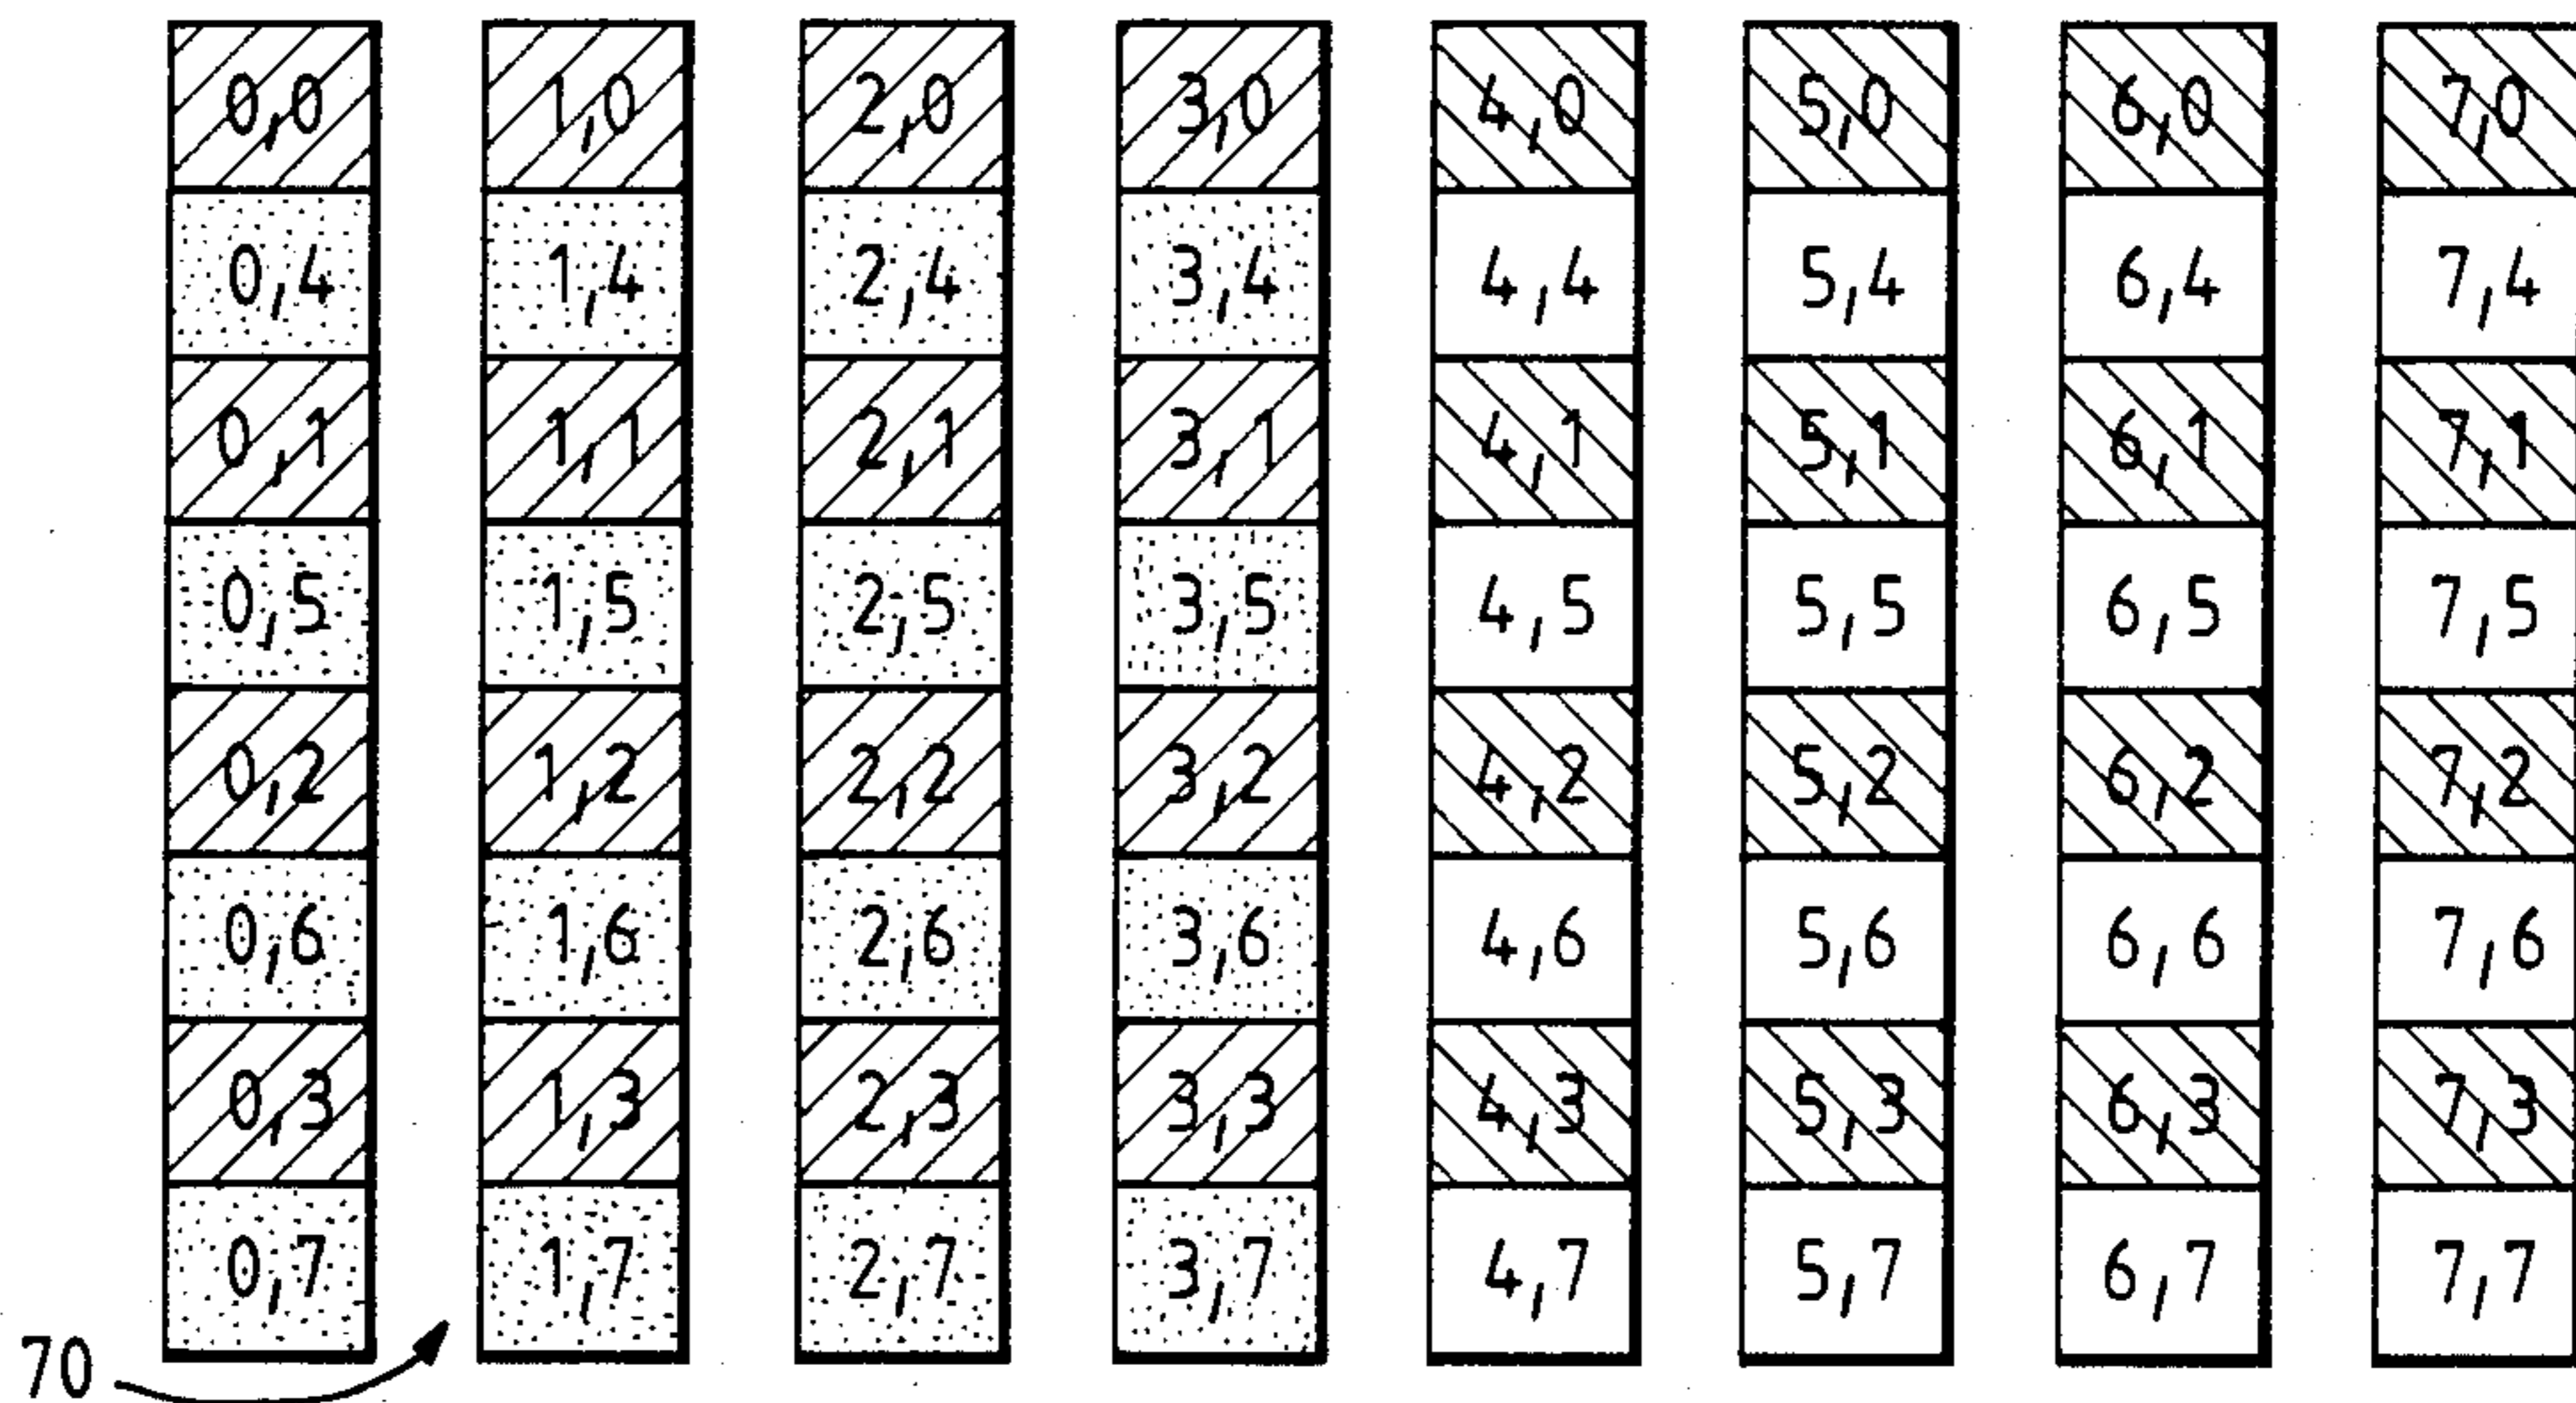 0,0 1,0 2,0 3,0 4,0 5,0 6,0 7,0
0,4 1,4 2,4 3,4 4,4 5,4 6,4 7,4
0,1 1,1 2,1 3,1 4,1 5,1 6,1 7,1
0,5 1,5 2,5 3,5 4,5 5,5 6,5 7,5
0,2 1,2 2,2 3,2 4,2 5,2 6,2 7,2
0,6 1,6 2,6 3,6 4,6 5,6 6,6 7,6
0,3 1,3 2,3 3,3 4,3 5,3 6,3 7,3
0,7 1,7 2,7 3,7 4,7 5,7 6,7 7,7
70